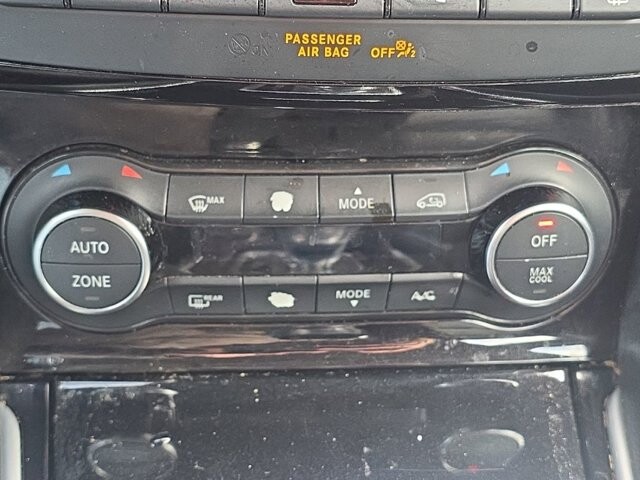 PASSENGER
AIR BAG OFF
MAX
MODE
AUTO
ZONE
OFF
MAX
COOL
REAR
MODE
A/C